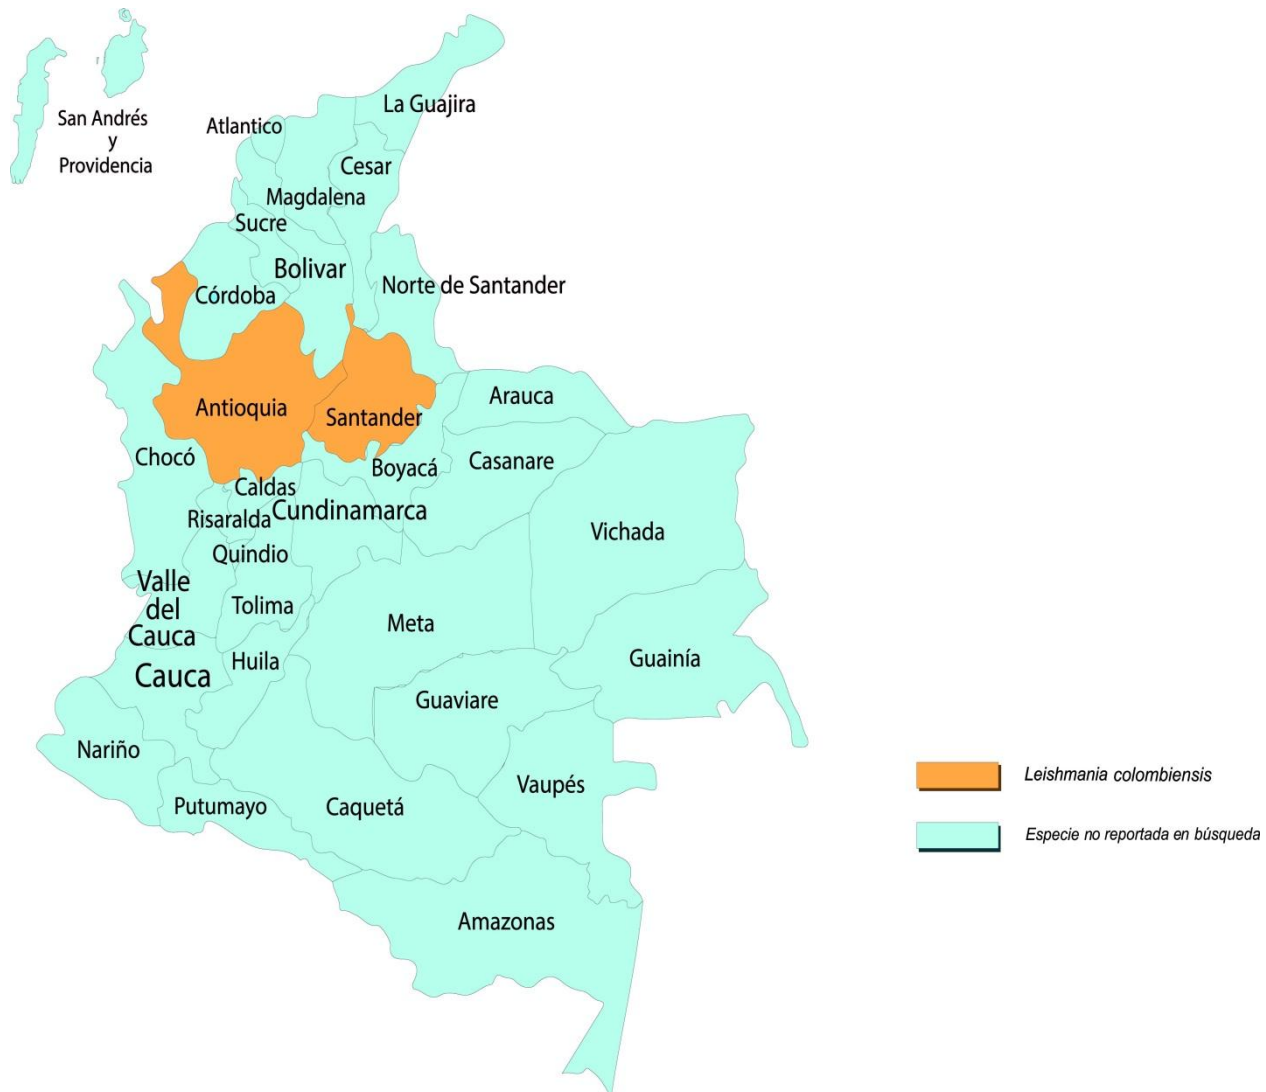 San Andrés
y
Providencia
La Guajira
Atlantico
Cesar
Magdalena
Sucre
Bolivar
Norte de Santander
Córdoba
Antioquia
Santander
Arauca
Chocó
Boyacá
Casanare
Caldas
Risaralda
Cundinamarca
Quindio
Vichada
Valle
del
Cauca
Tolima
Meta
Cauca
Huila
Guainía
Guaviare
Nariño
Vaupés
Putumayo
Caquetá
Amazonas
Leishmania colombiensis
Especie no reportada en búsqueda